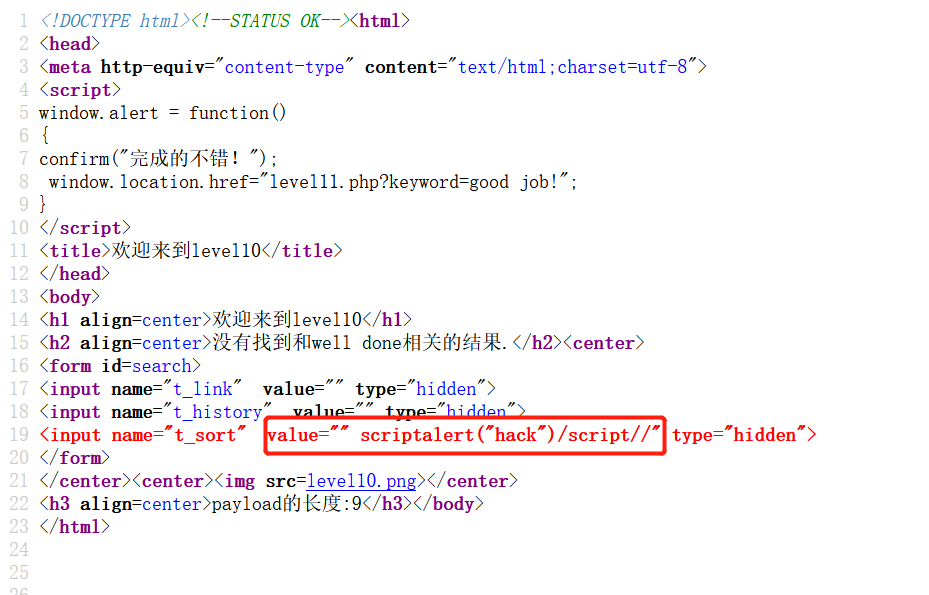 1 <!DOCTYPE html><!--STATUS OK--><html>
2 <head>
3 <meta http-equiv="content-type" content="text/html;charset=utf-8">
4 <script>
5 window.alert = function()
6 {
7 confirm("完成的不错！");
8  window.location.href="level11.php?keyword=good job!";
9 }
10 </script>
11 <title>欢迎来到level10</title>
12 </head>
13 <body>
14 <h1 align=center>欢迎来到level10</h1>
15 <h2 align=center>没有找到和well done相关的结果.</h2><center>
16 <form id=search>
17 <input name="t_link"  value="" type="hidden">
18 <input name="t_history"  value="" type="hidden">
19 <input name="t_sort"  value="" scriptalert("hack")/script//" type="hidden">
20 </form>
21 </center><center><img src=level10.png></center>
22 <h3 align=center>payload的长度:9</h3></body>
23 </html>
24
25
26